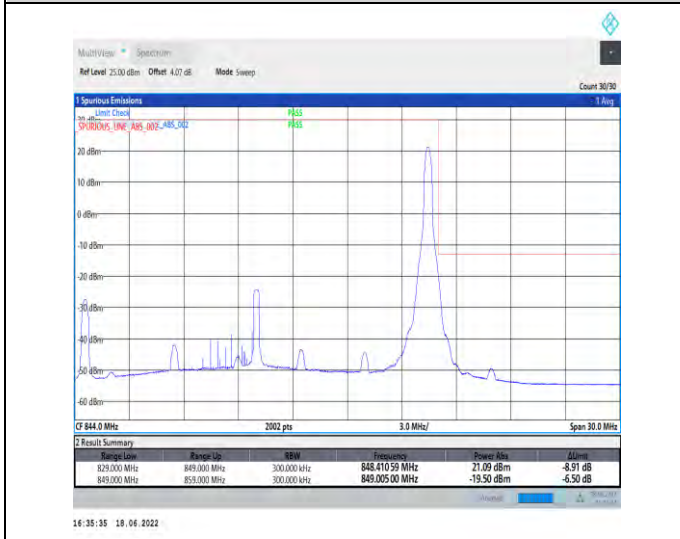 MultiView Spectrum
Ref Level 25.00 dBm Offset 4.07 dB Mode Sweep
Count 30/30
1 Spurious Emissions 1 Avg
Limit Check PASS
_SPURIOUS_LINE_ABS_002 _ABS_002 PASS
20 dBm
10 dBm
0 dBm
-10 dBm
-20 dBm
-30 dBm
-40 dBm
-50 dBm
-60 dBm
CF 844.0 MHz 2002 pts 3.0 MHz/ Span 30.0 MHz
2 Result Summary
Range Low Range Up RBW Frequency Power Abs ΔLimit
829.000 MHz 849.000 MHz 300.000 kHz 848.41059 MHz 21.09 dBm -8.91 dB
849.000 MHz 859.000 MHz 300.000 kHz 849.00500 MHz -19.50 dBm -6.50 dB
16:35:35 18.06.2022